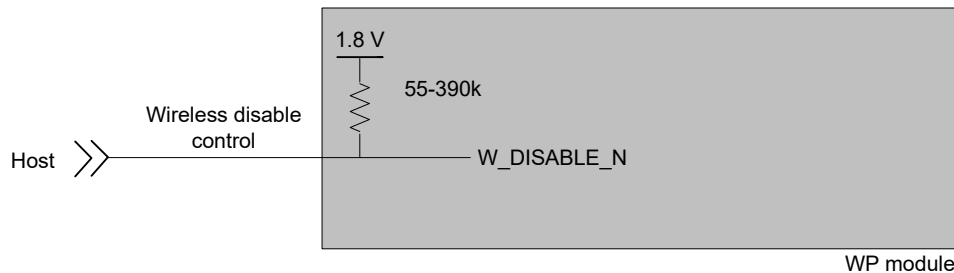 1.8 V
55-390k
Wireless disable
control
Host
W_DISABLE_N
WP module